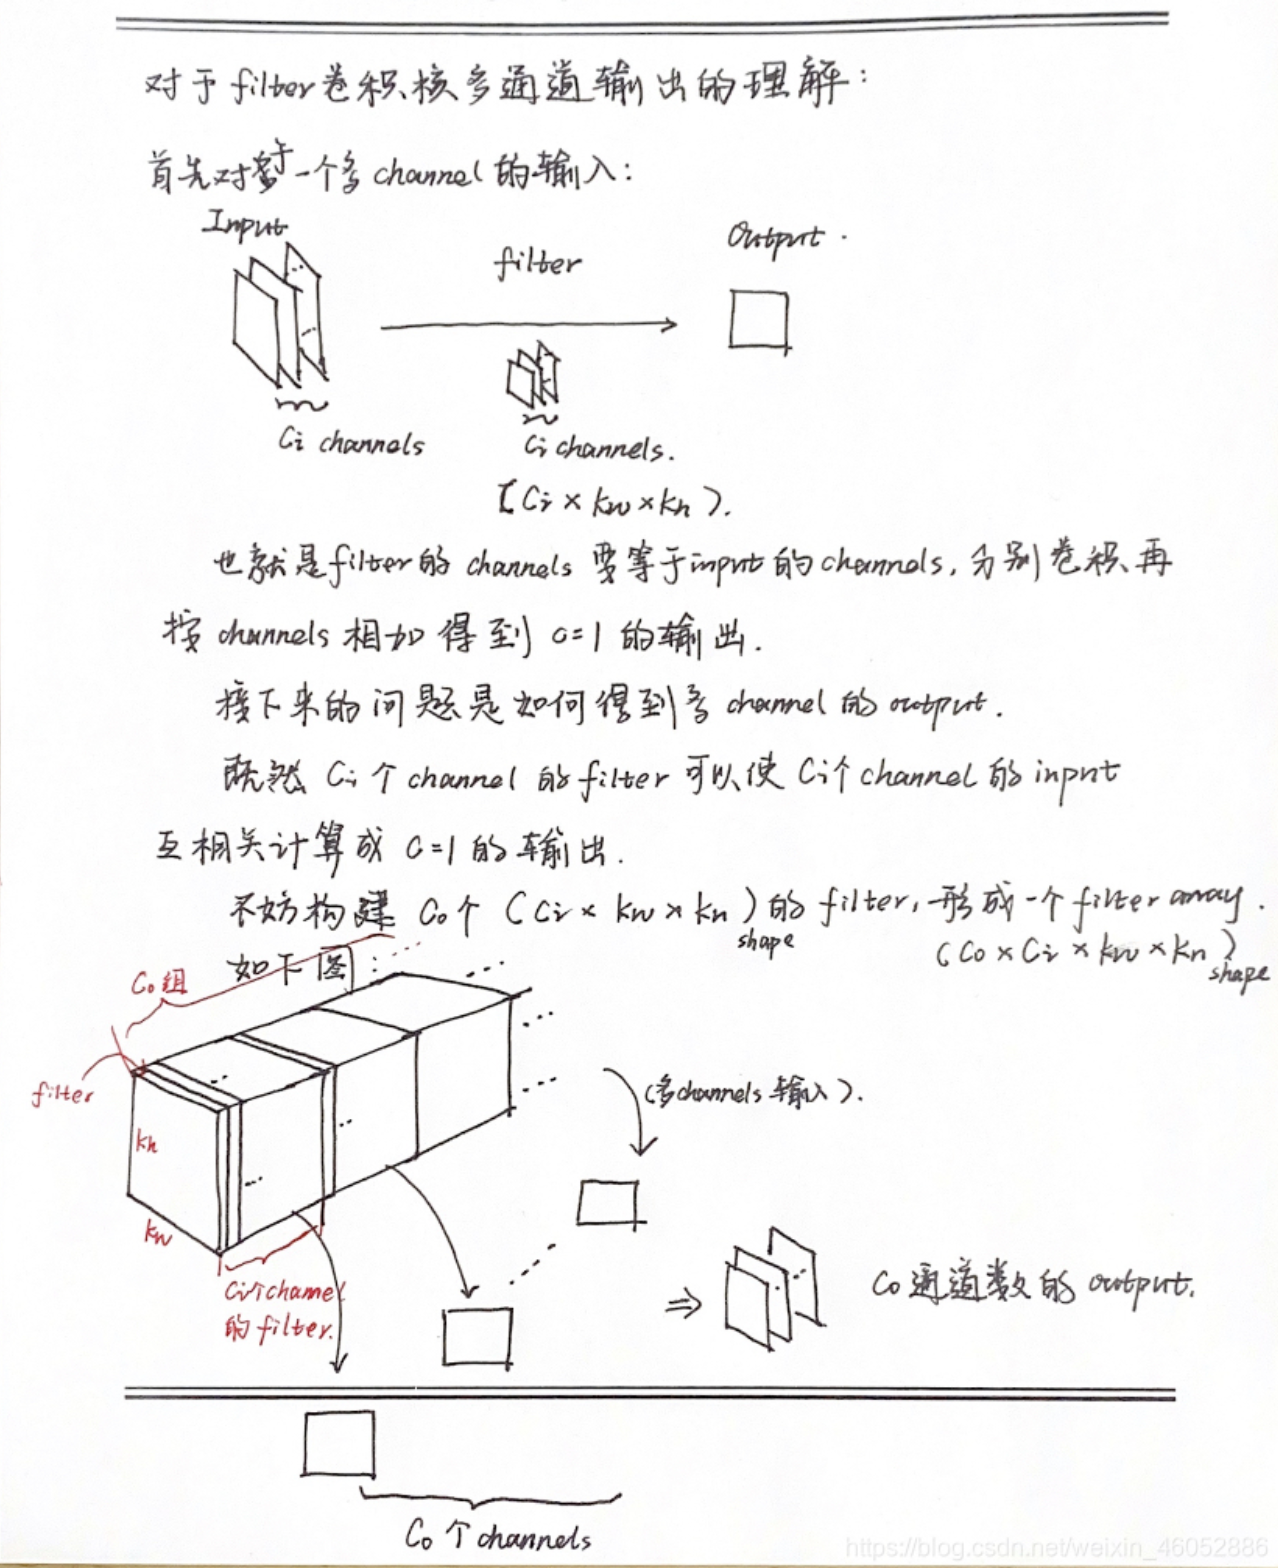 对于filter卷积核多通道输出的理解：
首先对于一个多channel的输入：
Input
filter
Output.
Ci channels
Ci channels.
(Ci × kw × kh).
也就是filter的channels要等于input的channels，分别卷积再
按channels相加得到c=1的输出.
接下来的问题是如何得到多channel的output.
既然Ci个channel的filter可以使Ci个channel的input
互相关计算成c=1的输出.
不妨构建Co个(Ci × kw × kh)shape的filter，形成一个filter array.
如下图：
(Co × Ci × kw × kh)shape
Co组
filter
kh
kw
Ci个channel
的filter.
(多channels输入).
Co通道数的output.
Co个channels
https://blog.csdn.net/weixin_46052886